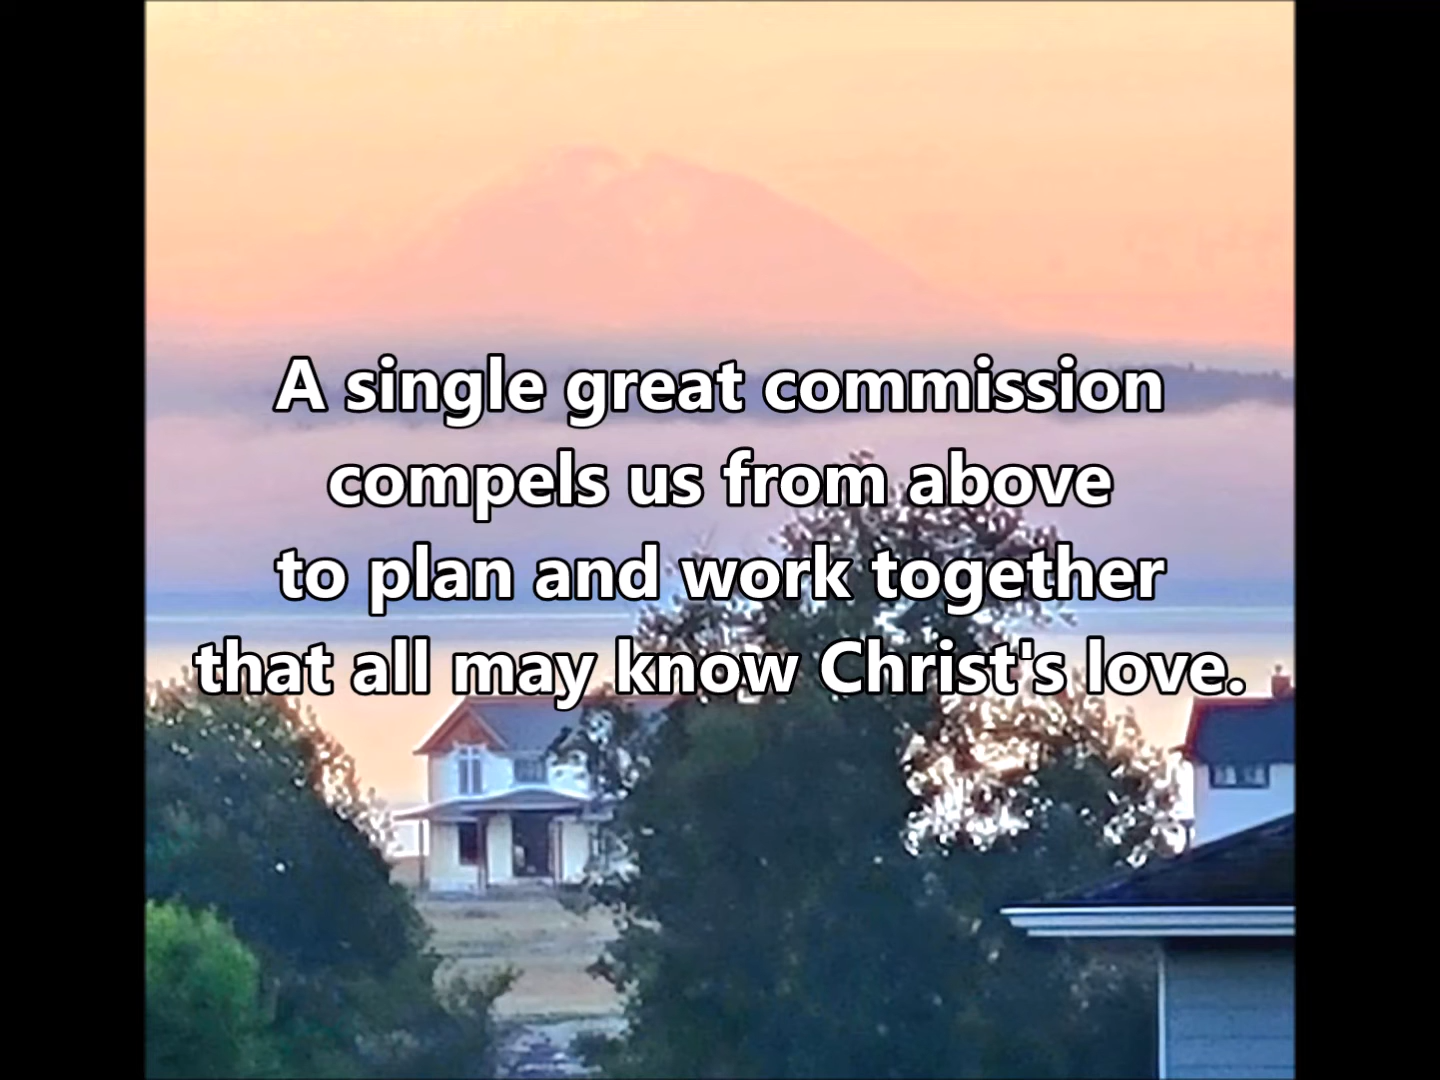 A single great commission
compels us from above
to plan and work together
that all may know Christ's love.